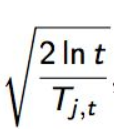 √(2 ln t / T_{j,t})